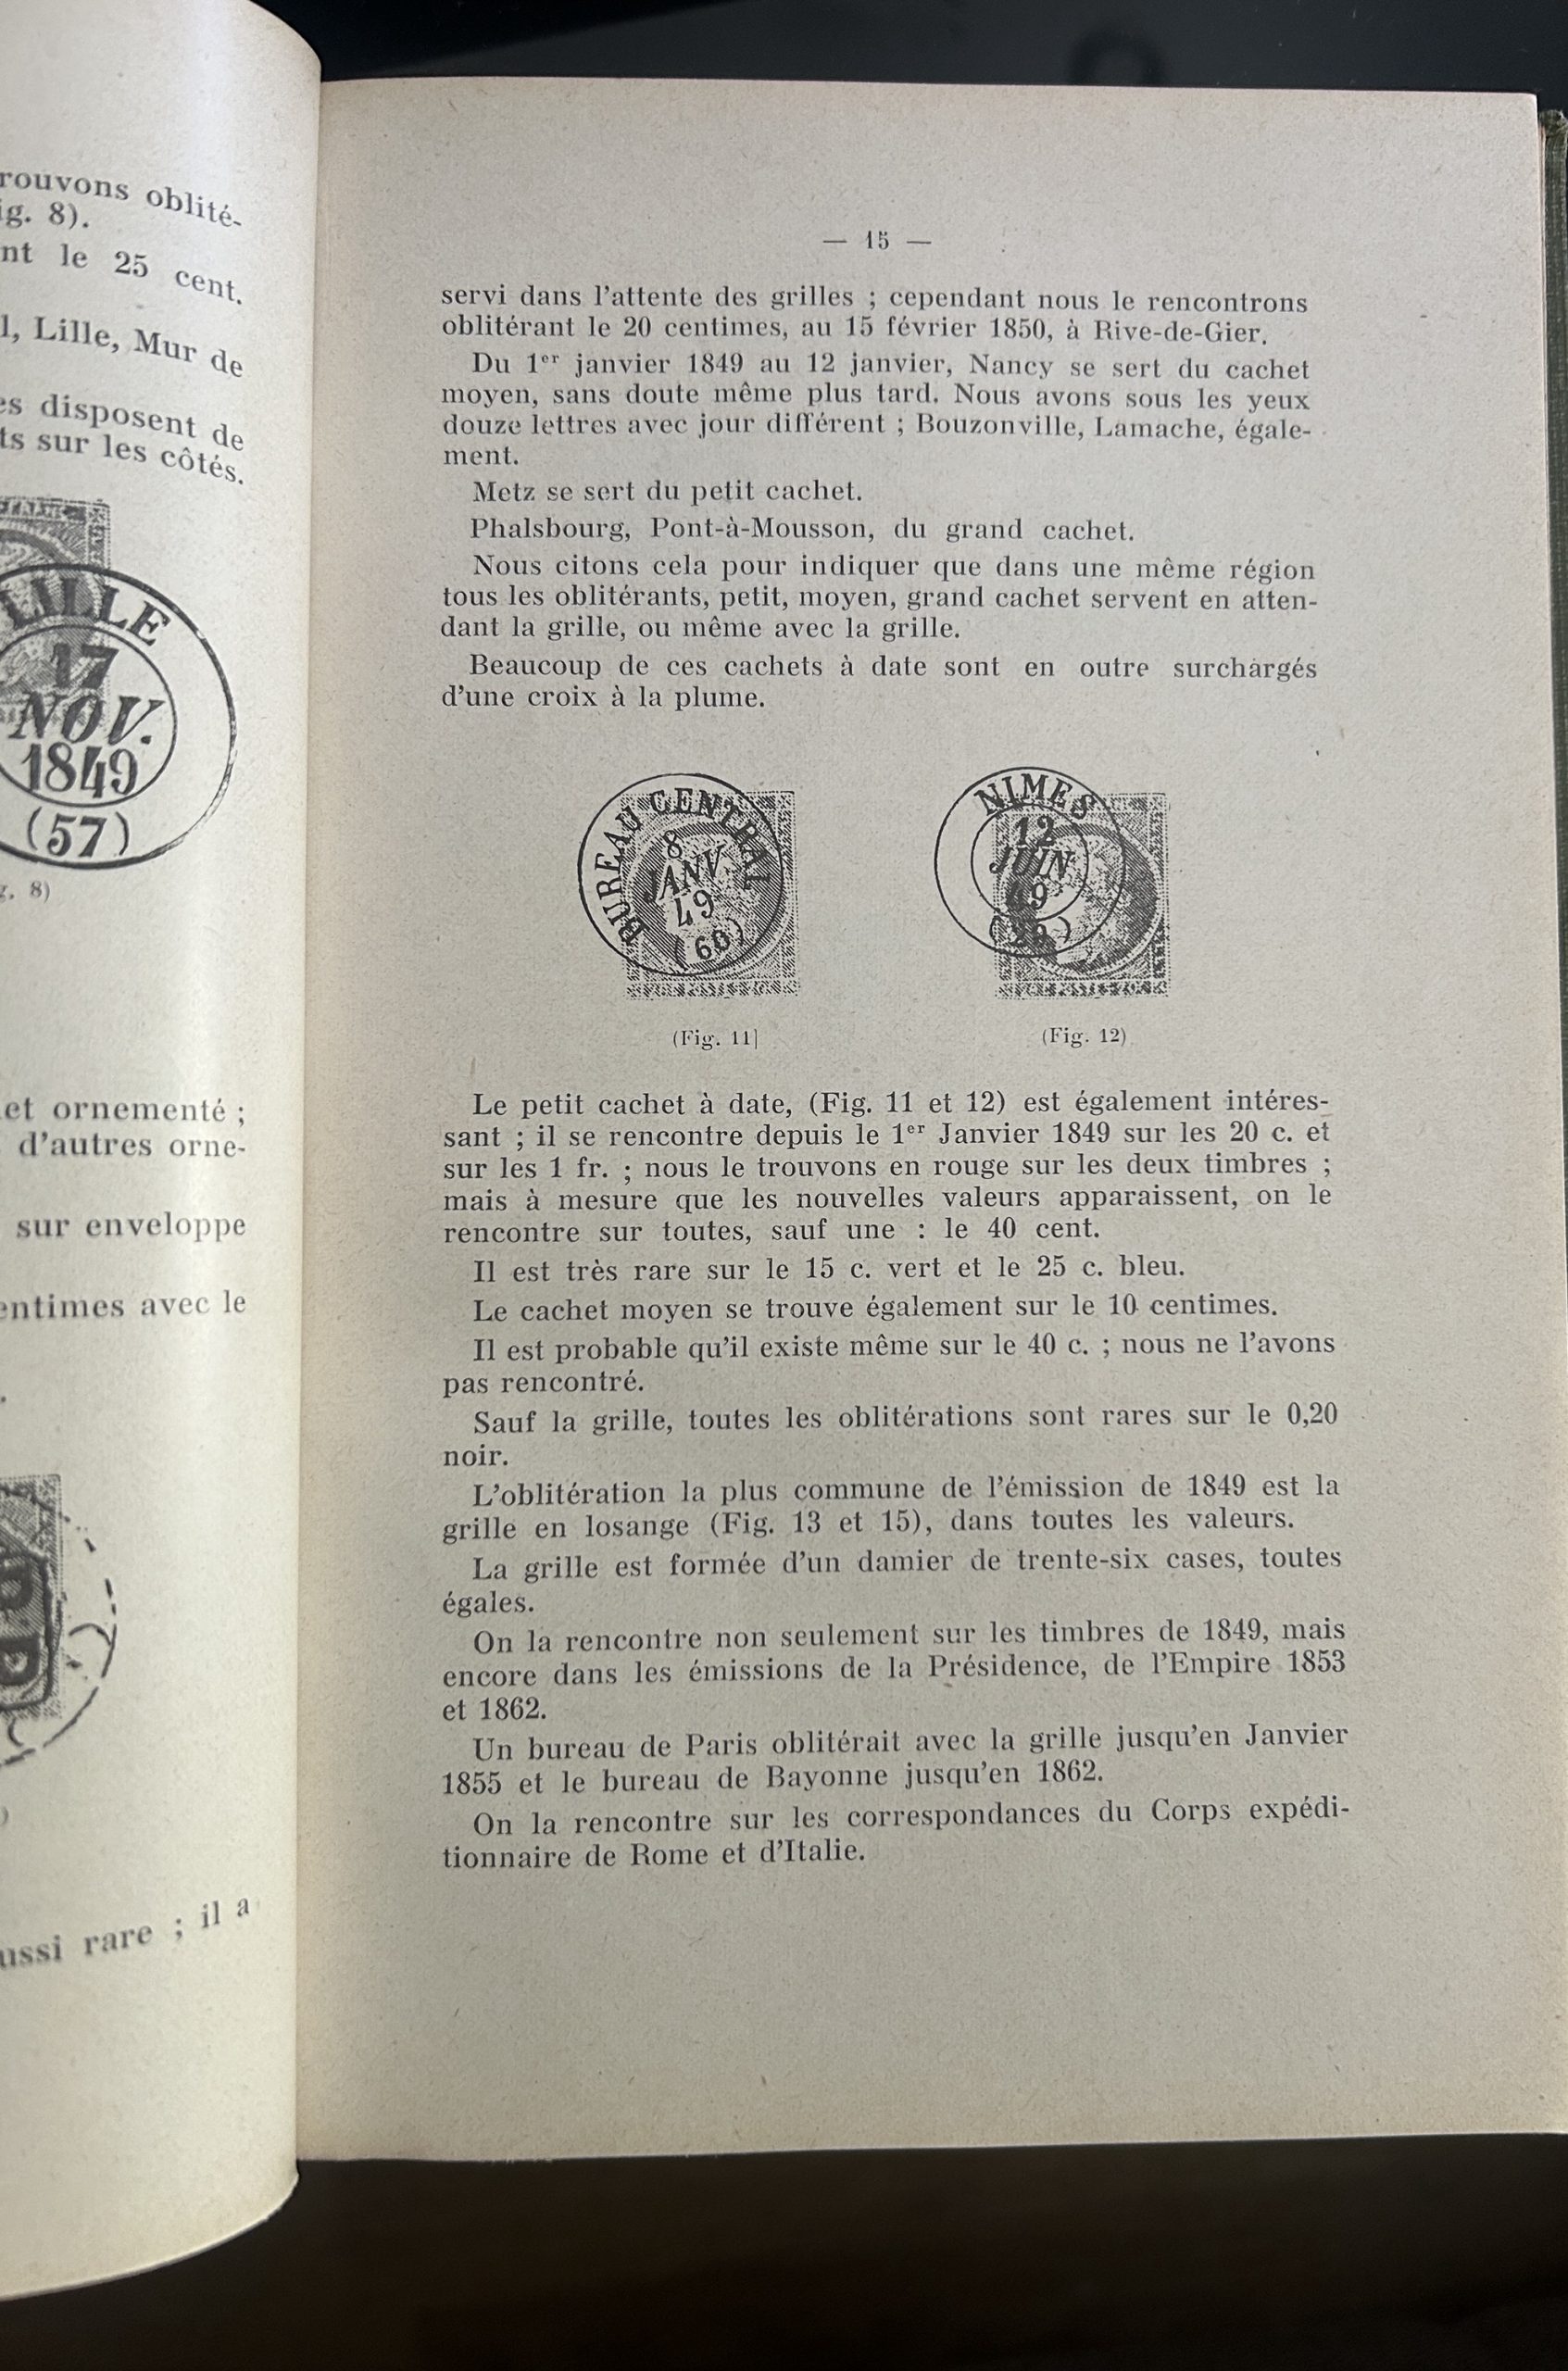 rouvons oblité-
ig. 8).
nt le 25 cent.
l, Lille, Mur de
es disposent de
ts sur les côtés.
LILLE
17
NOV.
1849
(57)
8)
et ornementé ;
d'autres orne-
sur enveloppe
entimes avec le
ussi rare ; il a
— 15 —
servi dans l'attente des grilles ; cependant nous le rencontrons
oblitérant le 20 centimes, au 15 février 1850, à Rive-de-Gier.
Du 1er janvier 1849 au 12 janvier, Nancy se sert du cachet
moyen, sans doute même plus tard. Nous avons sous les yeux
douze lettres avec jour différent ; Bouzonville, Lamache, égale-
ment.
Metz se sert du petit cachet.
Phalsbourg, Pont-à-Mousson, du grand cachet.
Nous citons cela pour indiquer que dans une même région
tous les oblitérants, petit, moyen, grand cachet servent en atten-
dant la grille, ou même avec la grille.
Beaucoup de ces cachets à date sont en outre surchargés
d'une croix à la plume.
BUREAU CENTRAL
8
JANV
49
(60)
NIMES
12
JUIN
49
(Fig. 11]
(Fig. 12)
Le petit cachet à date, (Fig. 11 et 12) est également intéres-
sant ; il se rencontre depuis le 1er Janvier 1849 sur les 20 c. et
sur les 1 fr. ; nous le trouvons en rouge sur les deux timbres ;
mais à mesure que les nouvelles valeurs apparaissent, on le
rencontre sur toutes, sauf une : le 40 cent.
Il est très rare sur le 15 c. vert et le 25 c. bleu.
Le cachet moyen se trouve également sur le 10 centimes.
Il est probable qu'il existe même sur le 40 c. ; nous ne l'avons
pas rencontré.
Sauf la grille, toutes les oblitérations sont rares sur le 0,20
noir.
L'oblitération la plus commune de l'émission de 1849 est la
grille en losange (Fig. 13 et 15), dans toutes les valeurs.
La grille est formée d'un damier de trente-six cases, toutes
égales.
On la rencontre non seulement sur les timbres de 1849, mais
encore dans les émissions de la Présidence, de l'Empire 1853
et 1862.
Un bureau de Paris oblitérait avec la grille jusqu'en Janvier
1855 et le bureau de Bayonne jusqu'en 1862.
On la rencontre sur les correspondances du Corps expédi-
tionnaire de Rome et d'Italie.